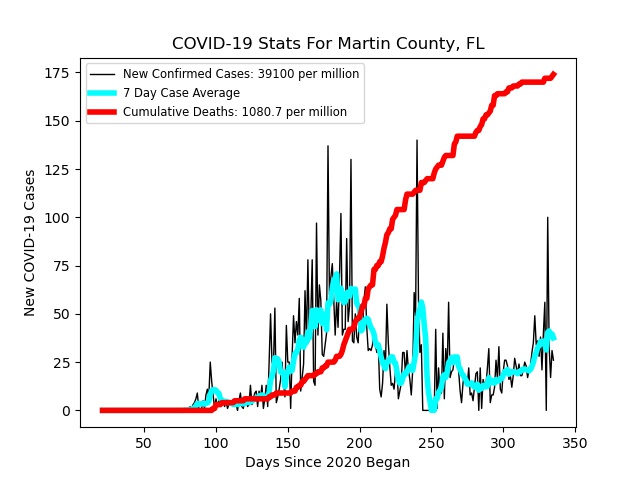 COVID-19 Stats For Martin County, FL
New Confirmed Cases: 39100 per million
7 Day Case Average
Cumulative Deaths: 1080.7 per million
New COVID-19 Cases
175
150
125
100
75
50
25
0
50 100 150 200 250 300 350
Days Since 2020 Began